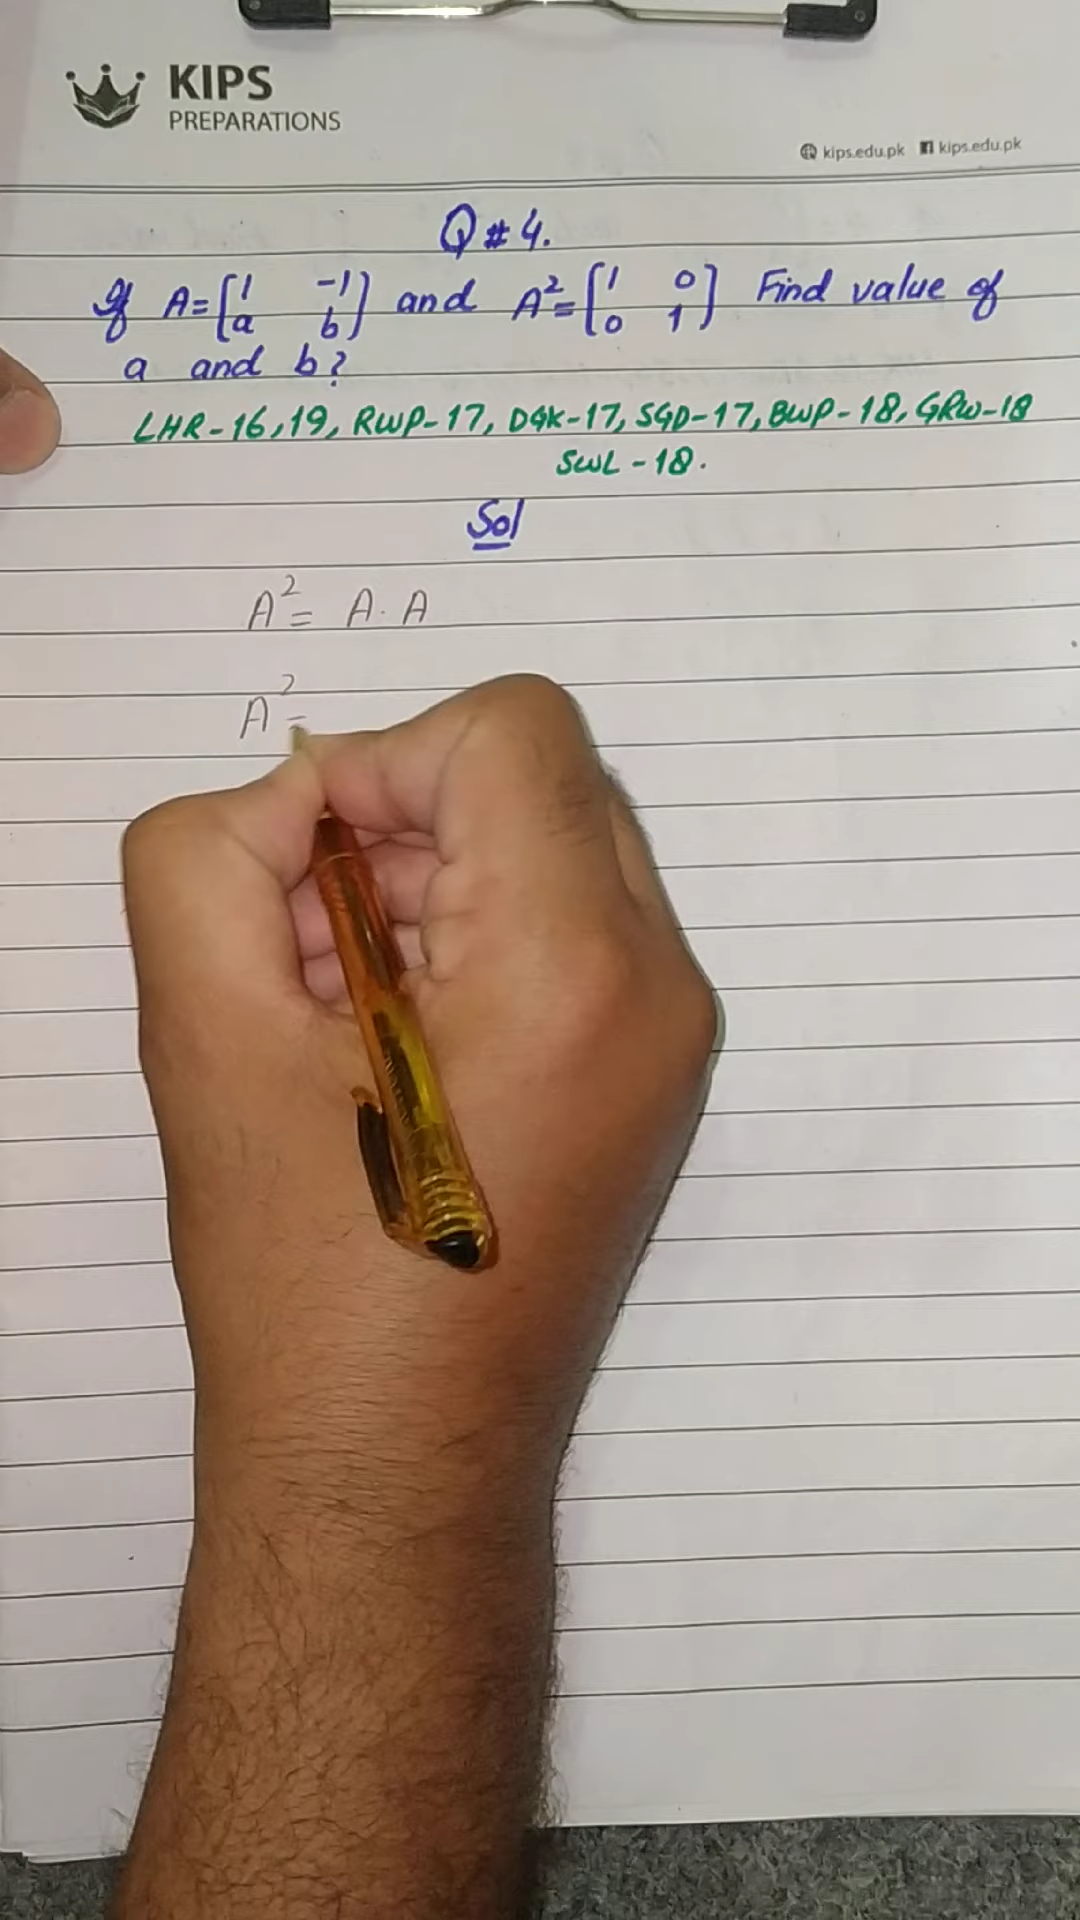 KIPS
PREPARATIONS
kips.edu.pk kips.edu.pk
Q # 4.
If A = [1 -1 a b] and A² = [1 0 0 1] Find value of
a and b?
LHR-16,19, RWP-17, DGK-17, SGD-17, BWP-18, GRW-18
SWL-18.
Sol
A² = A. A
A² =